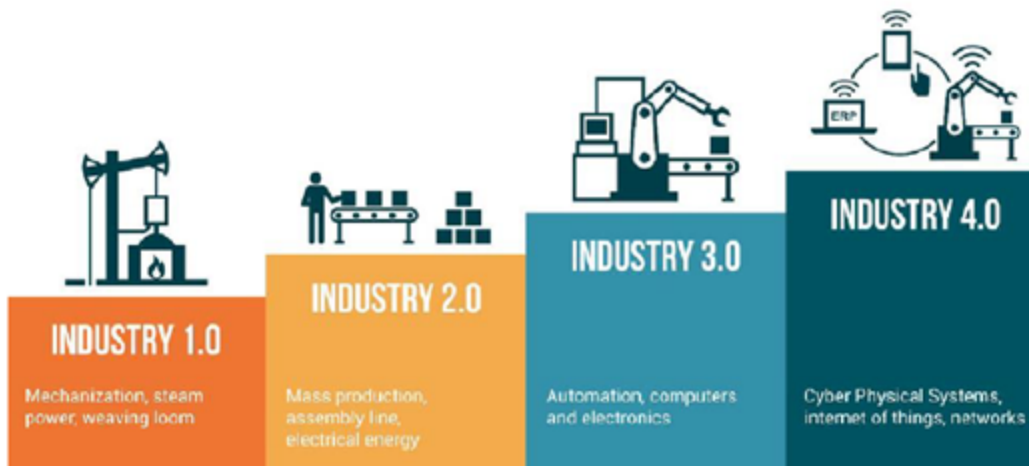 ERP
INDUSTRY 1.0
Mechanization, steam
power, weaving loom
INDUSTRY 2.0
Mass production,
assembly line,
electrical energy
INDUSTRY 3.0
Automation, computers
and electronics
INDUSTRY 4.0
Cyber Physical Systems,
internet of things, networks